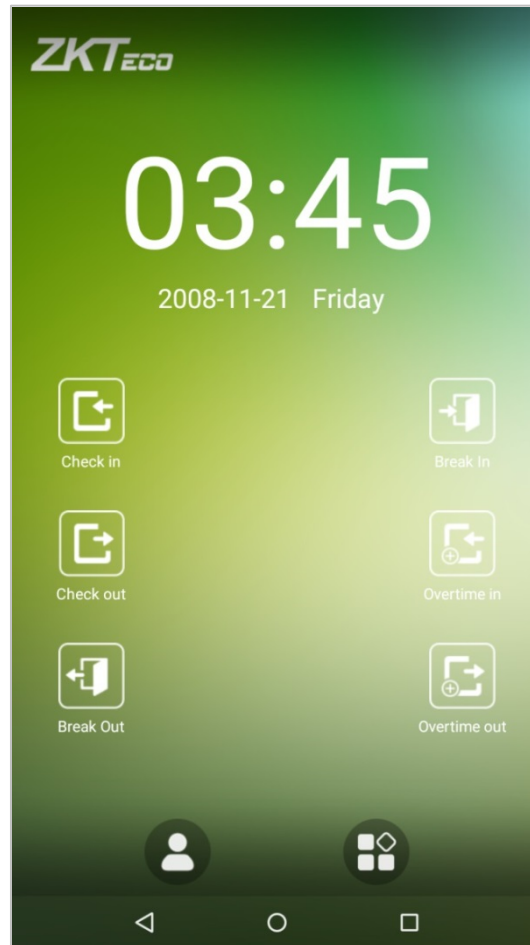 ZKTECO
03:45
2008-11-21 Friday
Check in
Break In
Check out
Overtime in
Break Out
Overtime out